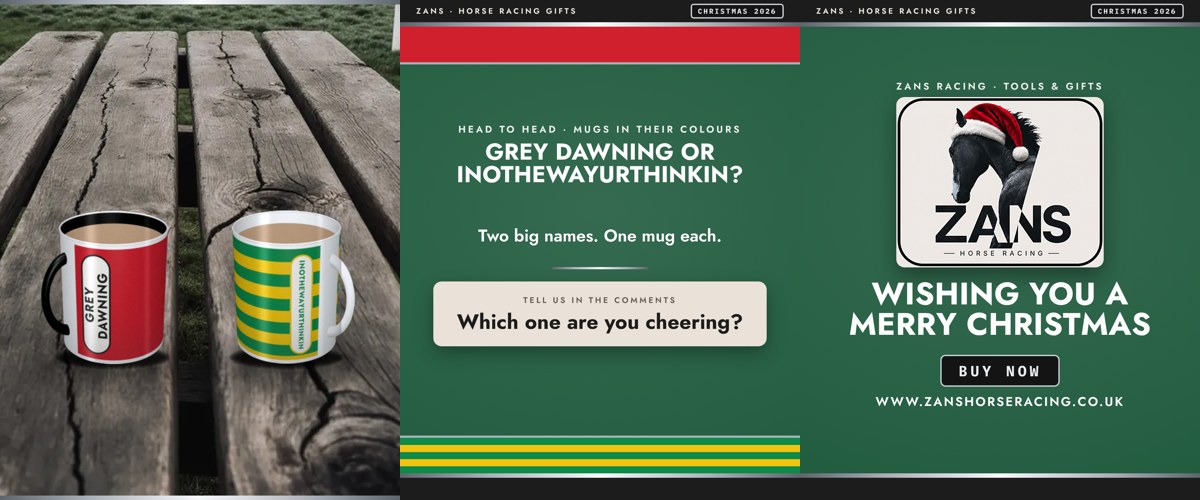 GREY
DAWNING
INOTHEWAYURTHINKIN
ZANS · HORSE RACING GIFTS
CHRISTMAS 2026
HEAD TO HEAD · MUGS IN THEIR COLOURS
GREY DAWNING OR
INOTHEWAYURTHINKIN?
Two big names. One mug each.
TELL US IN THE COMMENTS
Which one are you cheering?
ZANS · HORSE RACING GIFTS
CHRISTMAS 2026
ZANS RACING · TOOLS & GIFTS
ZANS
HORSE RACING
WISHING YOU A
MERRY CHRISTMAS
BUY NOW
WWW.ZANSHORSERACING.CO.UK